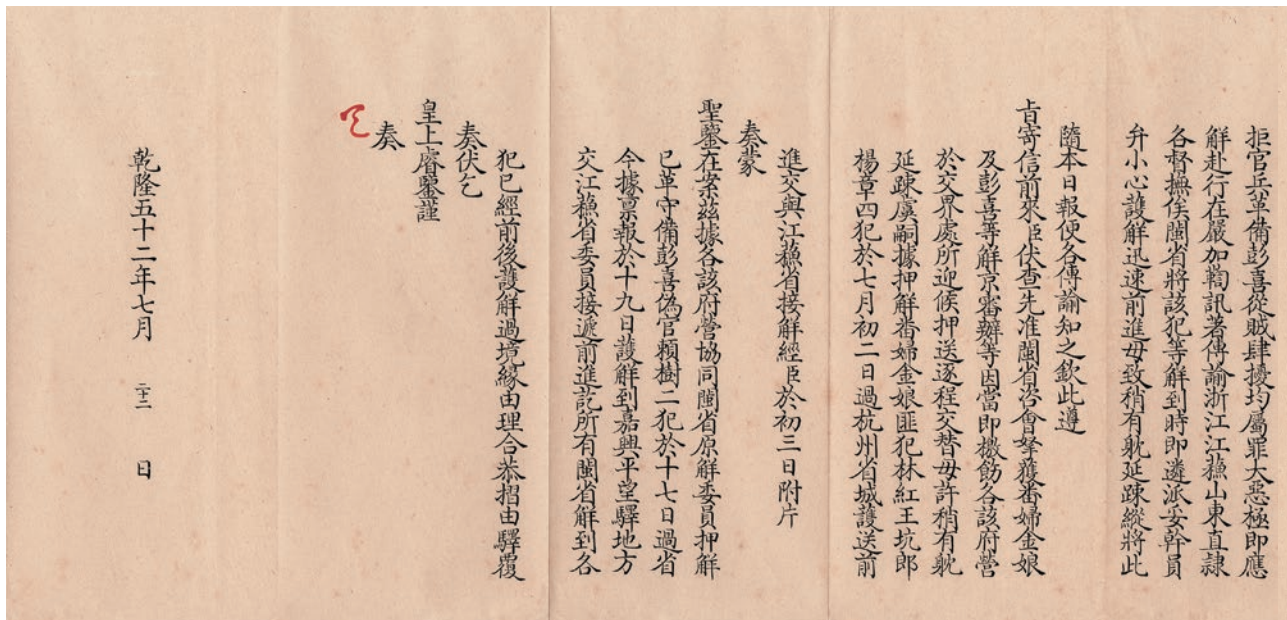 拒官兵革備彭喜從賊肆擾均屬罪大惡極即應
解赴行在嚴加鞫訊著傳諭浙江江蘓山東直隸
各督撫俟閩省將該犯等解到時即遴派妥幹員
弁小心護解迅速前進毋致稍有躭延踈縱將此
隨本日報便各傳諭知之欽此遵
旨寄信前來臣伏查先准閩省咨會拏獲番婦金娘
及彭喜等解京審辦等因當即檄飭各該府營
於交界處所迎候押送逐程交替毋許稍有躭
延踈虞嗣據押解番婦金娘匪犯林紅王坑郎
楊章四犯於七月初二日過杭州省城護送前
進交與江蘓省接解經臣於初三日附片
奏蒙
聖鑒在案茲據各該府營協同閩省原解委員押解
已革守備彭喜偽官賴樹二犯於十七日過省
今據稟報於十九日護解到嘉興平望驛地方
交江蘓省委員接遞前進訖所有閩省解到各
犯已經前後護解過境緣由理合恭摺由驛覆
奏伏乞
皇上睿鑒謹
奏
乾隆五十二年七月 二十二 日